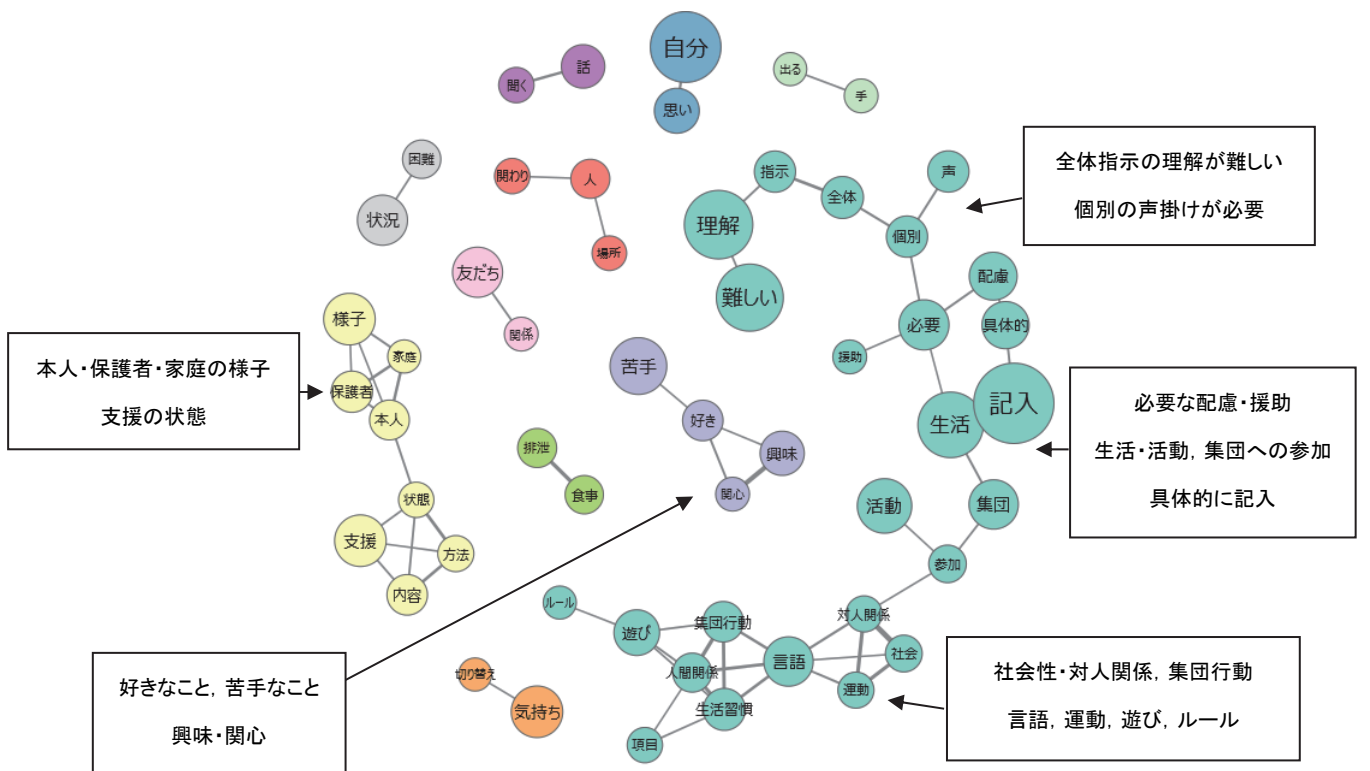 自分
思い
話
聞く
出る
手
困難
状況
関わり
人
場所
指示
全体
声
個別
理解
難しい
全体指示の理解が難しい
個別の声掛けが必要
友だち
関係
配慮
必要
具体的
援助
記入
生活
集団
様子
家庭
保護者
本人
本人・保護者・家庭の様子
支援の状態
苦手
好き
興味
関心
必要な配慮・援助
生活・活動, 集団への参加
具体的に記入
排泄
食事
状態
支援
方法
内容
活動
参加
ルール
遊び
集団行動
人間関係
生活習慣
項目
言語
対人関係
社会
運動
切り替え
気持ち
好きなこと, 苦手なこと
興味・関心
社会性・対人関係, 集団行動
言語, 運動, 遊び, ルール